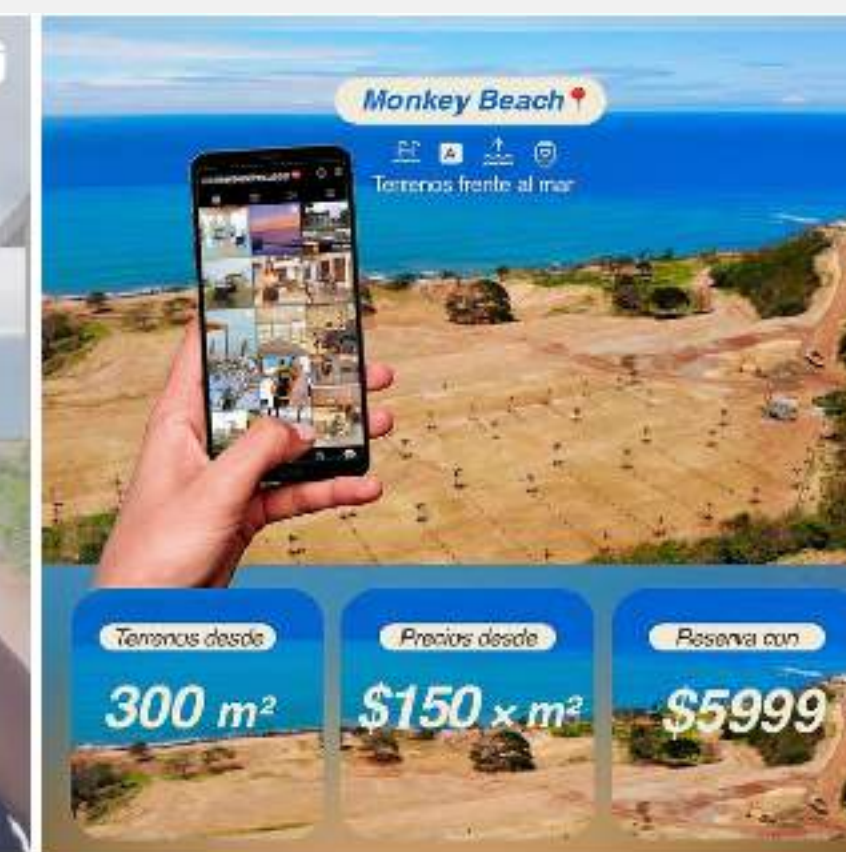 Monkey Beach
A
Terrenos frente al mar
Terrenos desde
300 m²
Precios desde
$150 x m²
Reserva con
$5999